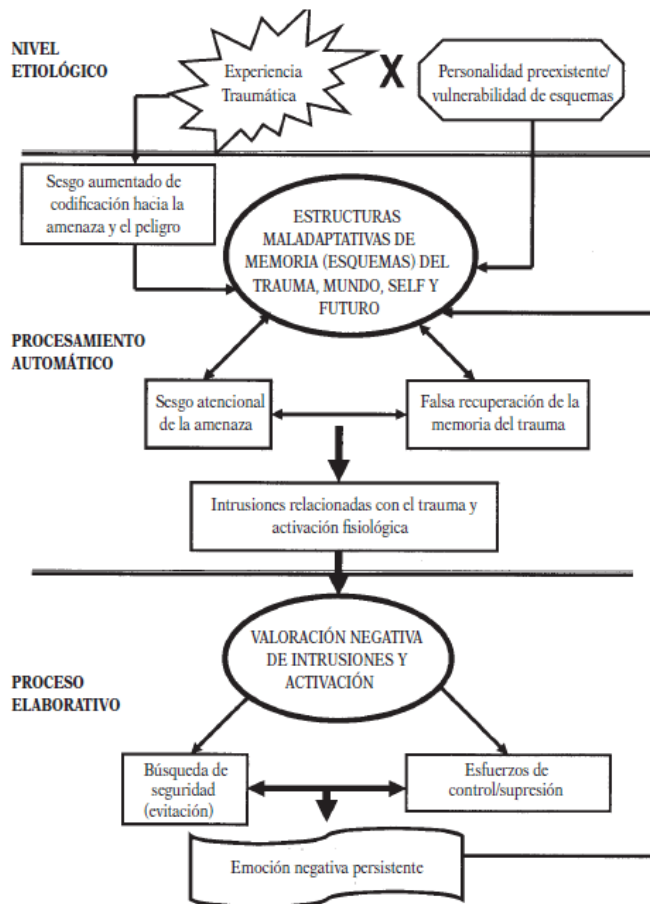 NIVEL
ETIOLÓGICO
Experiencia
Traumática
X
Personalidad preexistente/
vulnerabilidad de esquemas
Sesgo aumentado de
codificación hacia la
amenaza y el peligro
ESTRUCTURAS
MALADAPTATIVAS DE
MEMORIA (ESQUEMAS) DEL
TRAUMA, MUNDO, SELF Y
FUTURO
PROCESAMIENTO
AUTOMÁTICO
Sesgo atencional
de la amenaza
Falsa recuperación de la
memoria del trauma
Intrusiones relacionadas con el trauma y
activación fisiológica
VALORACIÓN NEGATIVA
DE INTRUSIONES Y
ACTIVACIÓN
PROCESO
ELABORATIVO
Búsqueda de
seguridad
(evitación)
Esfuerzos de
control/supresión
Emoción negativa persistente